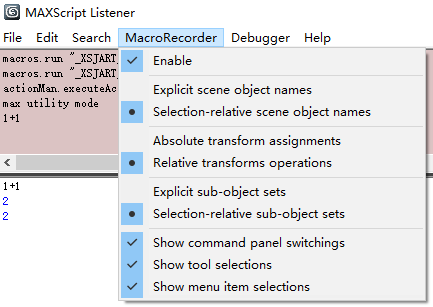 MAXScript Listener
File Edit Search MacroRecorder Debugger Help
macros.run "_XSJART_
macros.run "_XSJART_
actionMan.executeAc
max utility mode
1+1
Enable
Explicit scene object names
Selection-relative scene object names
Absolute transform assignments
Relative transforms operations
Explicit sub-object sets
Selection-relative sub-object sets
Show command panel switchings
Show tool selections
Show menu item selections
1+1
2
2